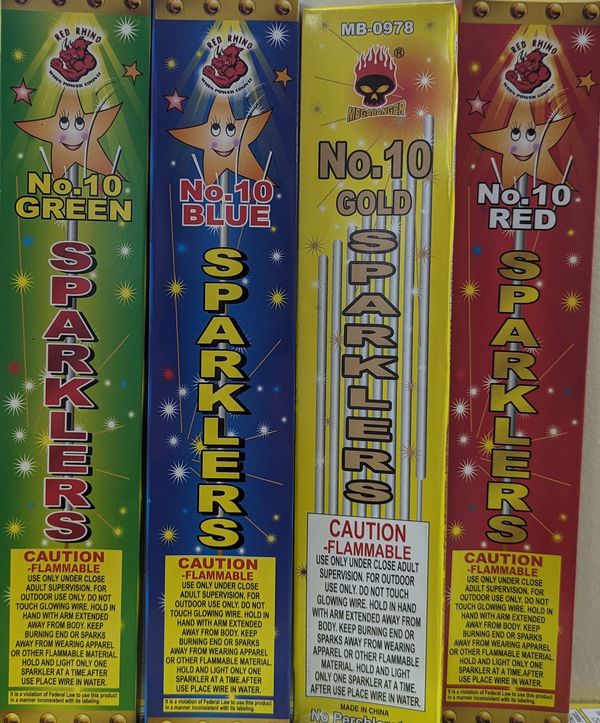 RED RHINO
WHEN POWER COUNTS
No.10
GREEN
SPARKLERS
CAUTION
-FLAMMABLE
USE ONLY UNDER CLOSE
ADULT SUPERVISION. FOR
OUTDOOR USE ONLY. DO NOT
TOUCH GLOWING WIRE. HOLD IN
HAND WITH ARM EXTENDED
AWAY FROM BODY. KEEP
BURNING END OR SPARKS
AWAY FROM WEARING APPAREL
OR OTHER FLAMMABLE MATERIAL.
HOLD AND LIGHT ONLY ONE
SPARKLER AT A TIME.AFTER
USE PLACE WIRE IN WATER.
It is a violation of Federal Law to use this product
in a manner inconsistent with its labeling.
RED RHINO
WHEN POWER COUNTS
No.10
BLUE
SPARKLERS
CAUTION
-FLAMMABLE
USE ONLY UNDER CLOSE
ADULT SUPERVISION. FOR
OUTDOOR USE ONLY. DO NOT
TOUCH GLOWING WIRE. HOLD IN
HAND WITH ARM EXTENDED
AWAY FROM BODY. KEEP
BURNING END OR SPARKS
AWAY FROM WEARING APPAREL
OR OTHER FLAMMABLE MATERIAL.
HOLD AND LIGHT ONLY ONE
SPARKLER AT A TIME.AFTER
USE PLACE WIRE IN WATER.
It is a violation of Federal Law to use this product
in a manner inconsistent with its labeling.
MB-0978
®
MEGABANGER
No.10
GOLD
SPARKLERS
CAUTION
-FLAMMABLE
USE ONLY UNDER CLOSE ADULT
SUPERVISION. FOR OUTDOOR
USE ONLY. DO NOT TOUCH
GLOWING WIRE. HOLD IN HAND
WITH ARM EXTENDED AWAY FROM
BODY. KEEP BURNING END OR
SPARKS AWAY FROM WEARING
APPAREL OR OTHER FLAMMABLE
MATERIAL. HOLD AND LIGHT
ONLY ONE SPARKLER AT A TIME.
AFTER USE PLACE WIRE IN WATER.
MADE IN CHINA
No
RED RHINO
WHEN POWER COUNTS
No.10
RED
SPARKLERS
CAUTION
-FLAMMABLE
USE ONLY UNDER CLOSE
ADULT SUPERVISION. FOR
OUTDOOR USE ONLY. DO NOT
TOUCH GLOWING WIRE. HOLD IN
HAND WITH ARM EXTENDED
AWAY FROM BODY. KEEP
BURNING END OR SPARKS
AWAY FROM WEARING APPAREL
OR OTHER FLAMMABLE MATERIAL.
HOLD AND LIGHT ONLY ONE
SPARKLER AT A TIME.AFTER
USE PLACE WIRE IN WATER.
It is a violation of Federal Law to use this product
in a manner inconsistent with its labeling.